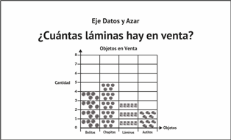 Eje Datos y Azar
¿Cuántas láminas hay en venta?
Objetos en Venta
Cantidad
8
7
6
5
4
3
2
1
0
Bolitas Chapitas Láminas Autitos
Objetos